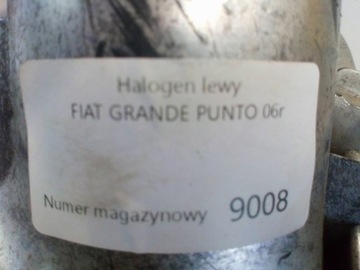 Halogen lewy
FIAT GRANDE PUNTO 06r
Numer magazynowy 9008